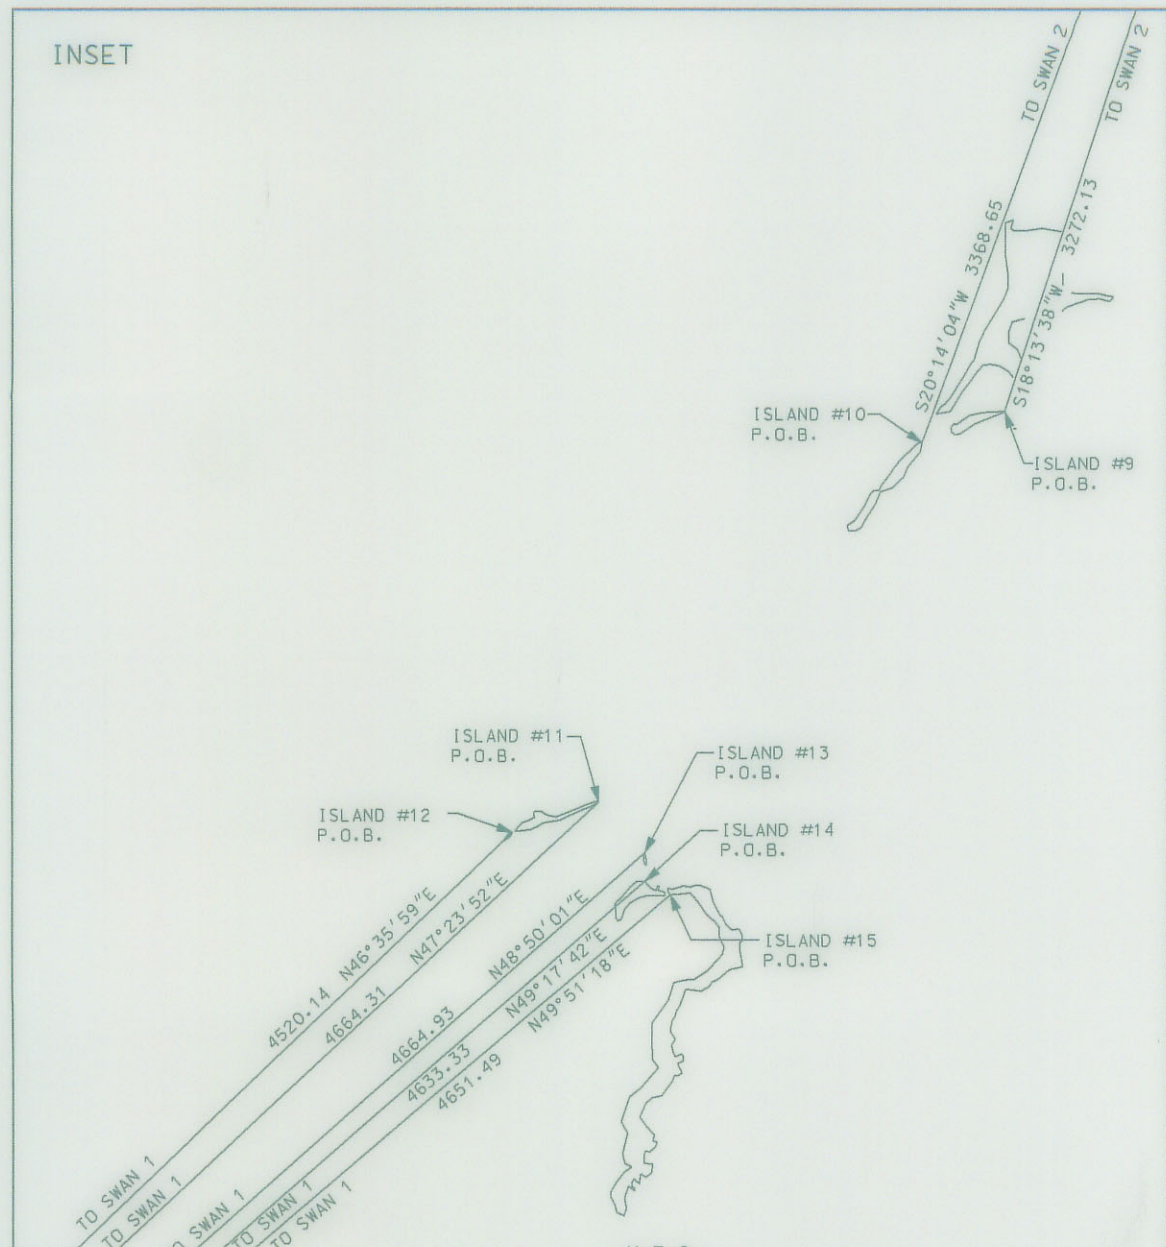 INSET
TO SWAN 2
TO SWAN 2
S20°14'04"W 3368.65
S18°13'38"W 3272.13
ISLAND #10
P.O.B.
ISLAND #9
P.O.B.
ISLAND #11
P.O.B.
ISLAND #13
P.O.B.
ISLAND #12
P.O.B.
ISLAND #14
P.O.B.
ISLAND #15
P.O.B.
4520.14 N46°35'59"E
4664.31 N47°23'52"E
4664.93 N48°50'01"E
4633.33 N49°17'42"E
4651.49 N49°51'18"E
TO SWAN 1
TO SWAN 1
TO SWAN 1
TO SWAN 1
TO SWAN 1